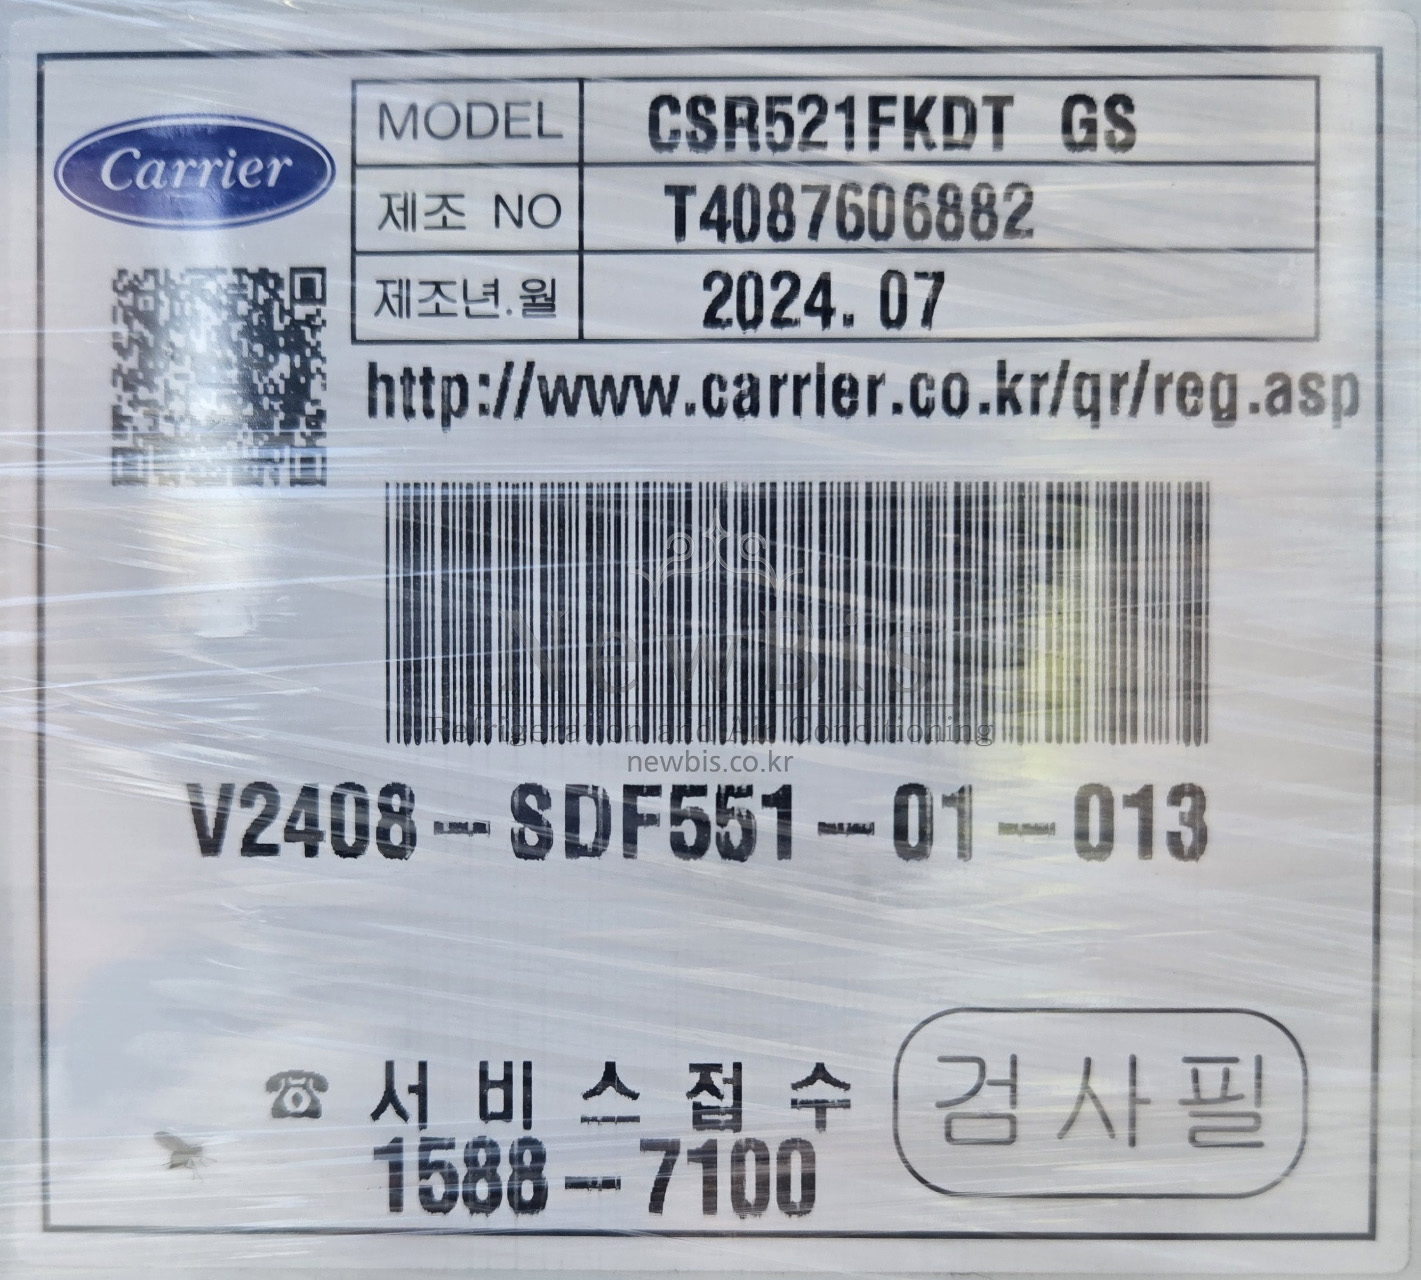 Carrier
MODEL CSR521FKDT GS
제조 NO T4087606882
제조년.월 2024.07
http://www.carrier.co.kr/qr/reg.asp
NewBis
Refrigeration and Air Conditioning
newbis.co.kr
V2408-SDF551-01-013
☎ 서비스접수
1588-7100
검사필